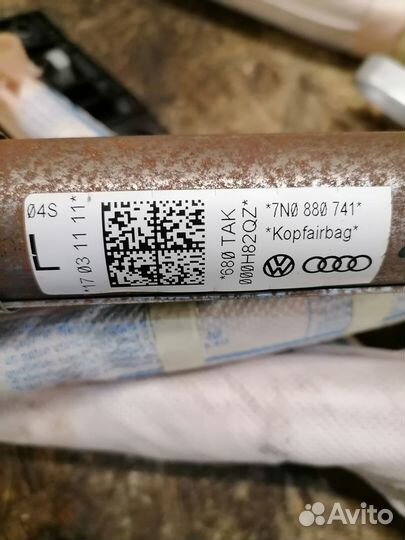 04S
*17 03 11 11*
*680 TAK
000H82QZ*
*7N0 880 741*
*Kopfairbag*
Avito